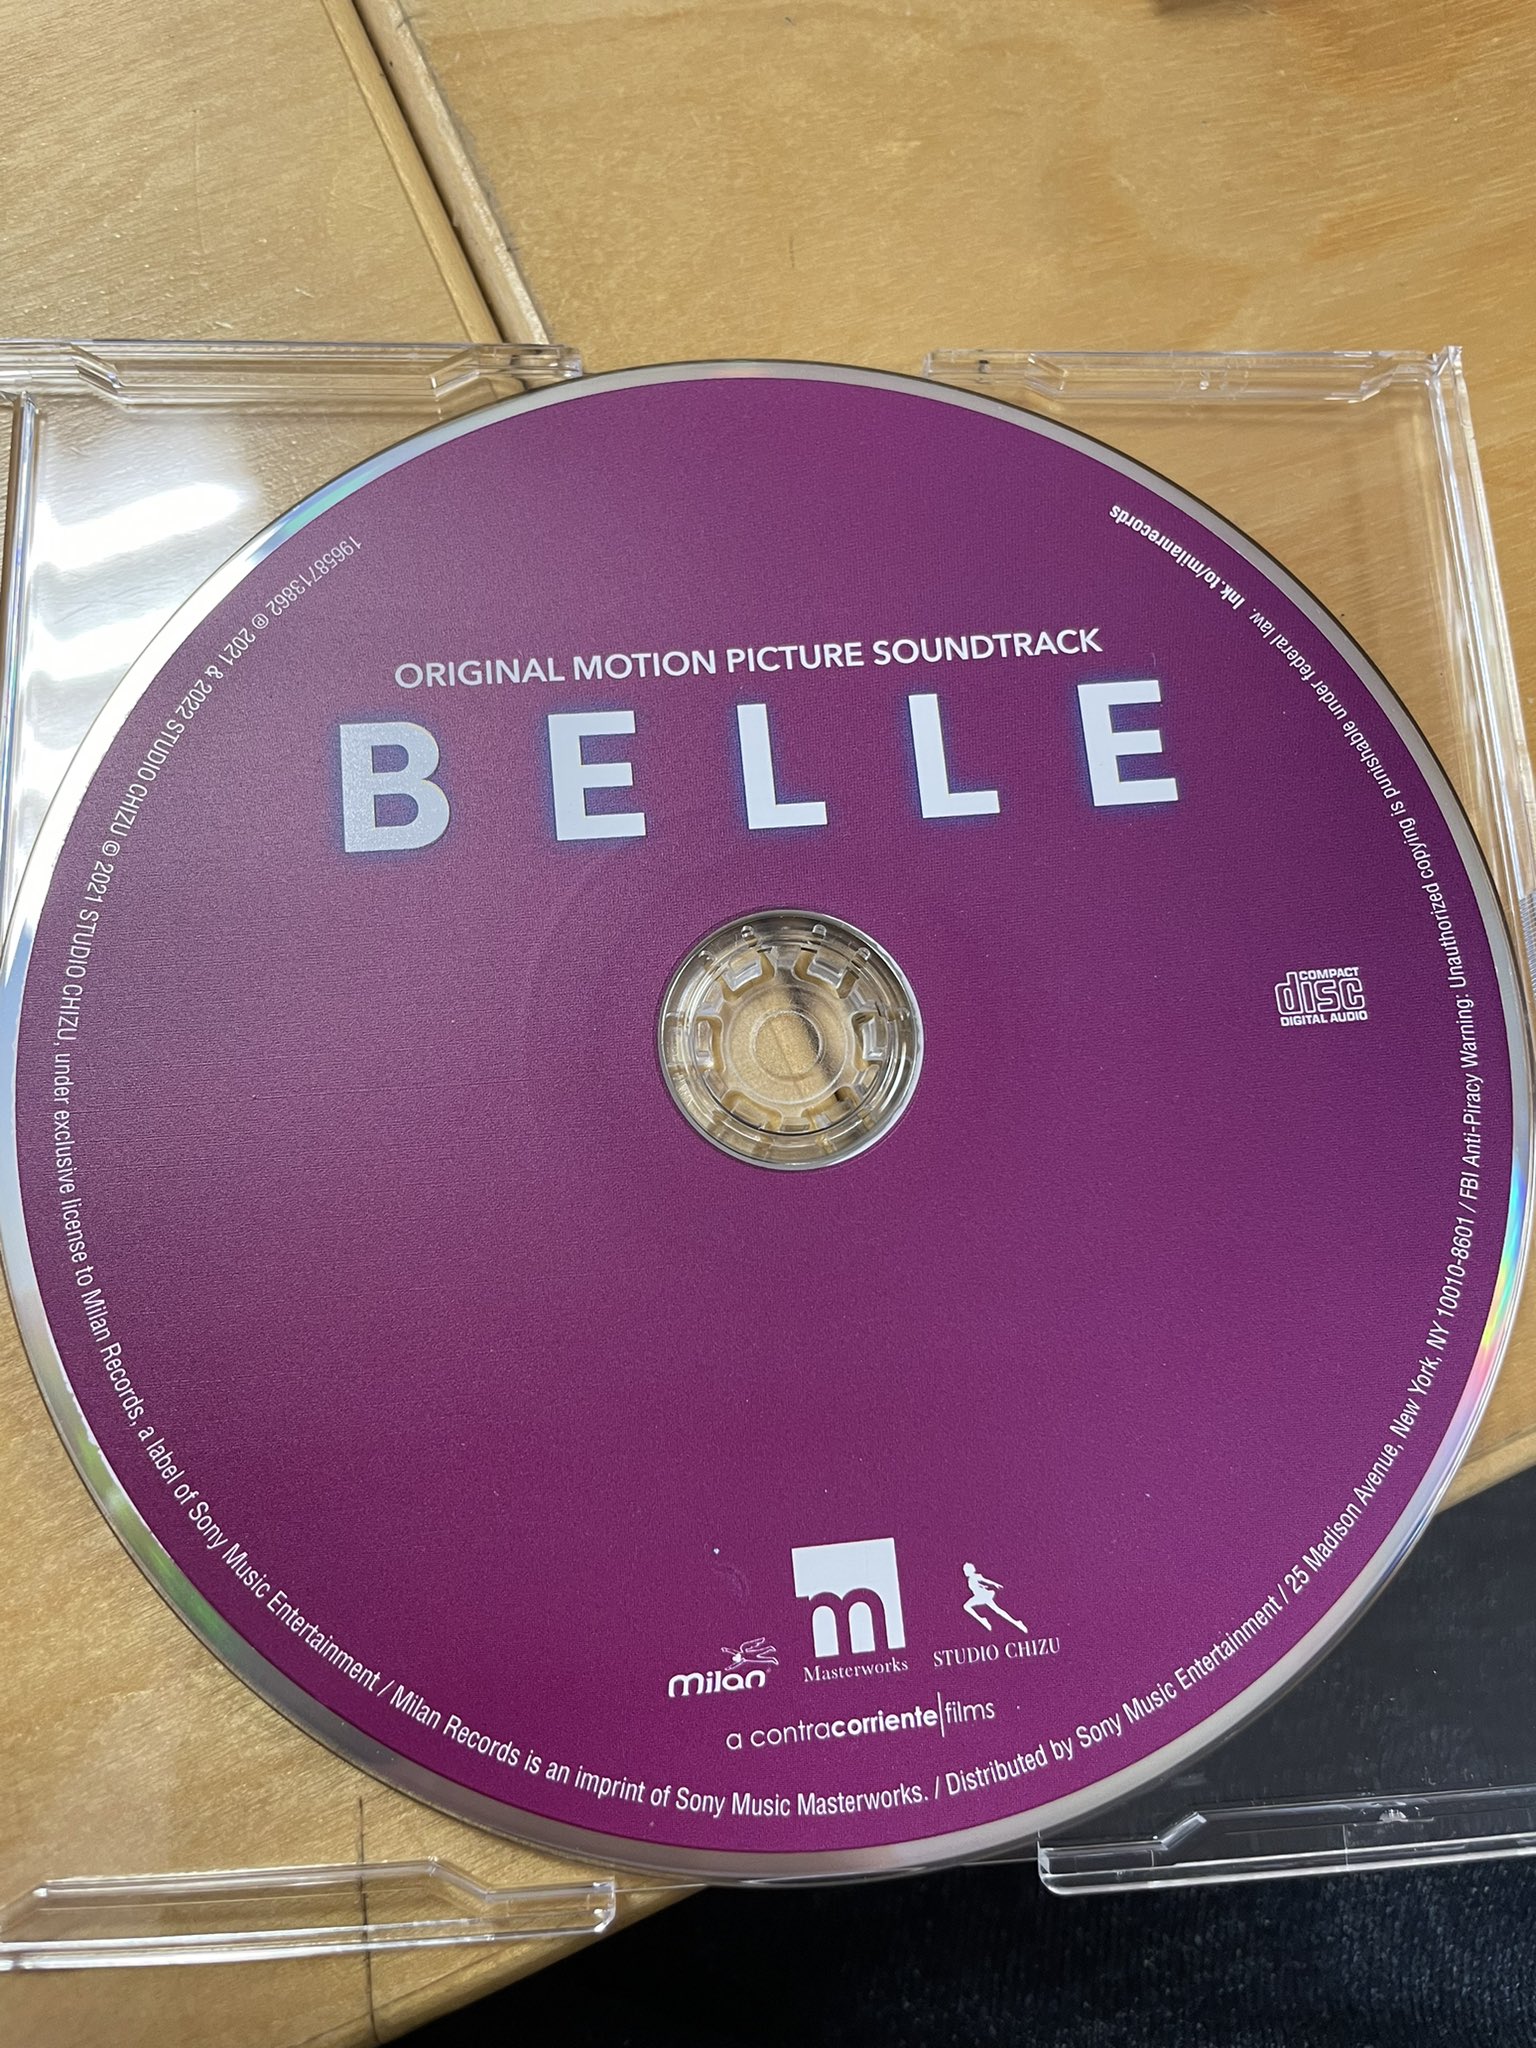 ORIGINAL MOTION PICTURE SOUNDTRACK
BELLE
COMPACT
disc
DIGITAL AUDIO
milan
m
Masterworks
STUDIO CHIZU
a contracorriente|films
19658713862 ℗ 2021 & 2022 STUDIO CHIZU © 2021 STUDIO CHIZU, under exclusive license to Milan Records, a label of Sony Music Entertainment / Milan Records is an imprint of Sony Music Masterworks. / Distributed by Sony Music Entertainment / 25 Madison Avenue, New York, NY 10010-8601 / FBI Anti-Piracy Warning: Unauthorized copying is punishable under federal law. lnk.to/milanrecords